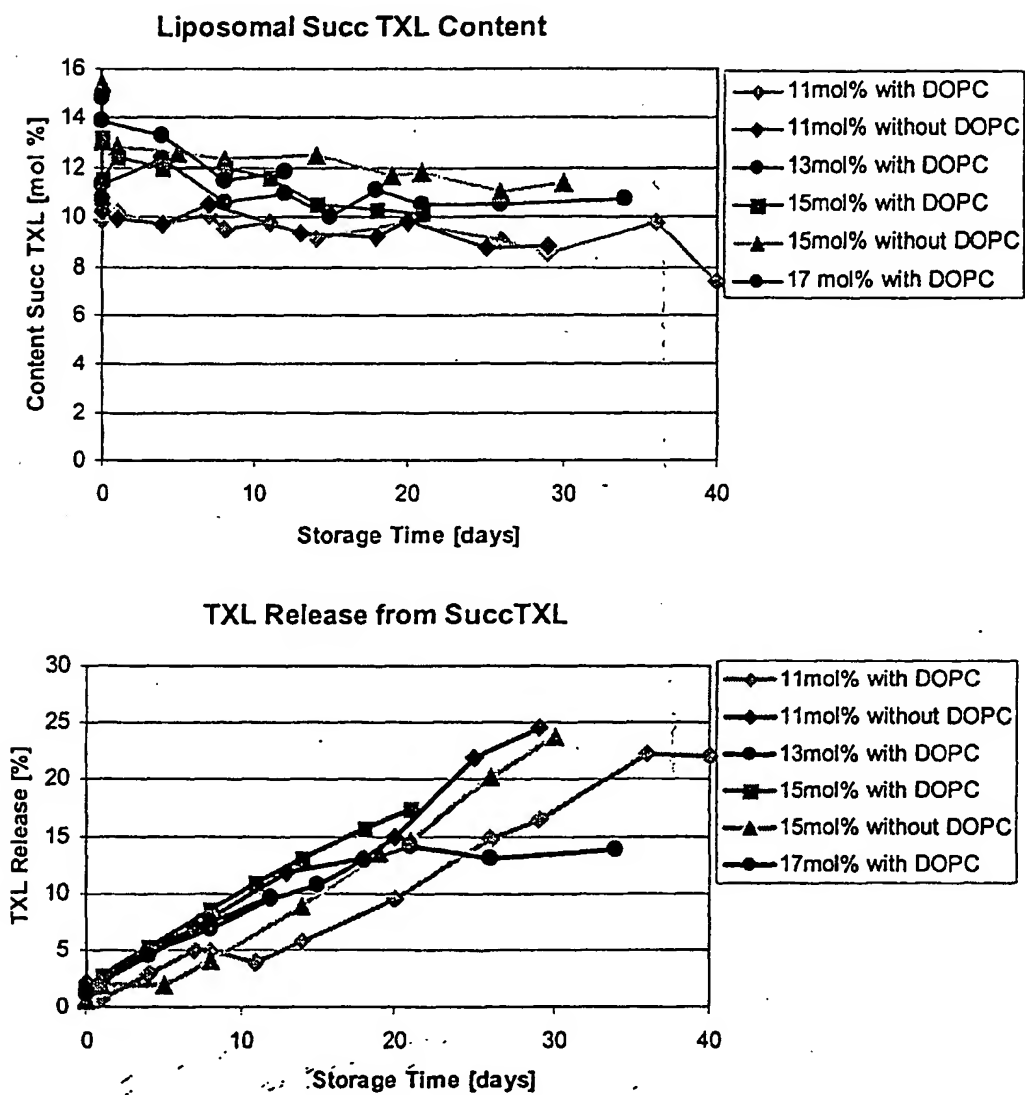 Liposomal Succ TXL Content
Content Succ TXL [mol %]
16
14
12
10
8
6
4
2
0
0
10
20
30
40
Storage Time [days]
11mol% with DOPC
11mol% without DOPC
13mol% with DOPC
15mol% with DOPC
15mol% without DOPC
17 mol% with DOPC
TXL Release from SuccTXL
TXL Release [%]
30
25
20
15
10
5
0
0
10
20
30
40
Storage Time [days]
11mol% with DOPC
11mol% without DOPC
13mol% with DOPC
15mol% with DOPC
15mol% without DOPC
17mol% with DOPC